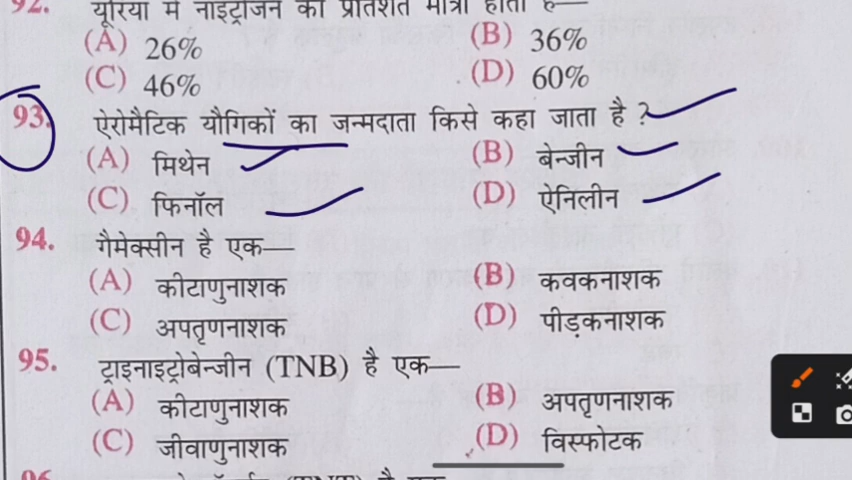 92. यूरिया में नाइट्रोजन की प्रतिशत मात्रा होती है—
(A) 26% (B) 36%
(C) 46% (D) 60%
93. ऐरोमैटिक यौगिकों का जन्मदाता किसे कहा जाता है ?
(A) मिथेन (B) बेन्जीन
(C) फिनॉल (D) ऐनिलीन
94. गैमेक्सीन है एक—
(A) कीटाणुनाशक (B) कवकनाशक
(C) अपतृणनाशक (D) पीडकनाशक
95. ट्राइनाइट्रोबेन्जीन (TNB) है एक—
(A) कीटाणुनाशक (B) अपतृणनाशक
(C) जीवाणुनाशक (D) विस्फोटक